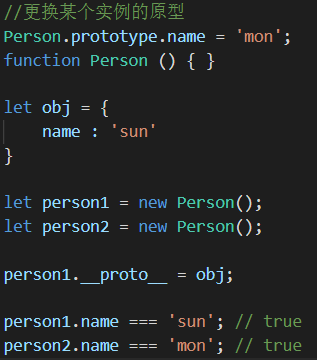 //更换某个实例的原型
Person.prototype.name = 'mon';
function Person () { }
let obj = {
name : 'sun'
}
let person1 = new Person();
let person2 = new Person();
person1.__proto__ = obj;
person1.name === 'sun'; // true
person2.name === 'mon'; // true